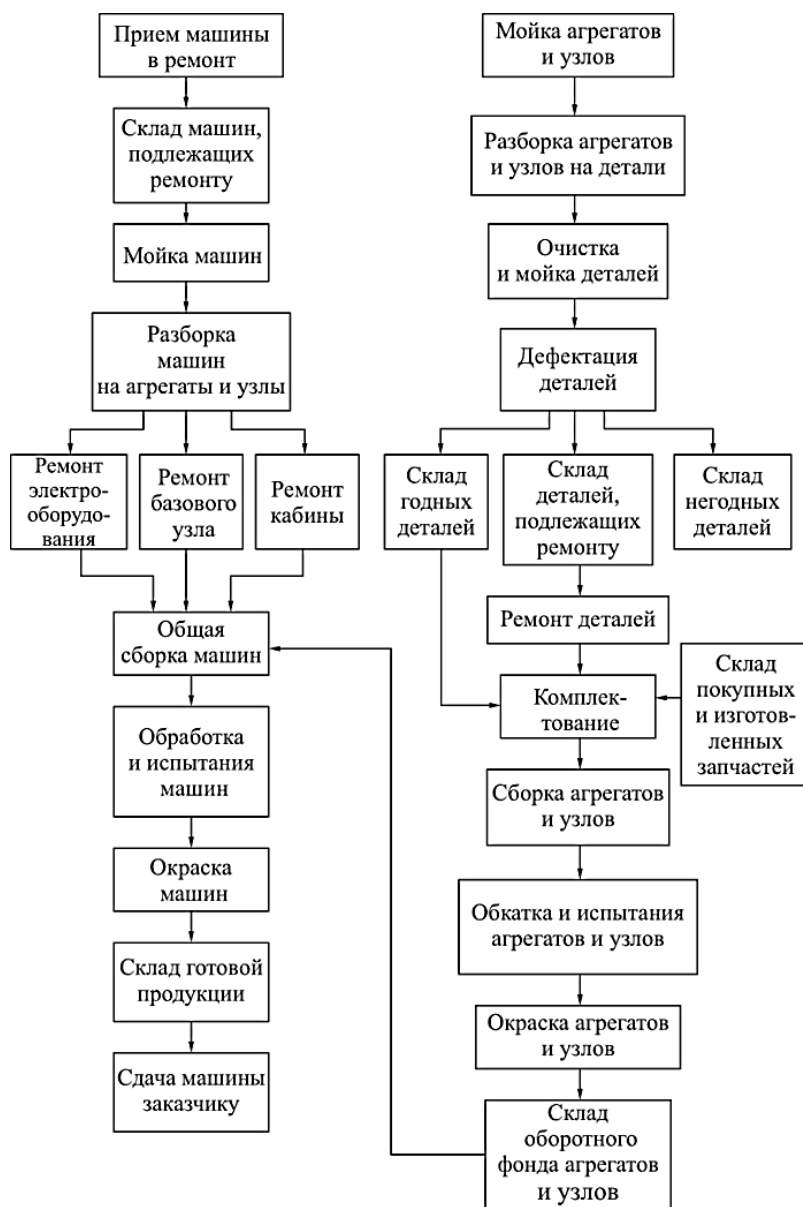 Прием машины
в ремонт
Склад машин,
подлежащих
ремонту
Мойка машин
Разборка
машин
на агрегаты и узлы
Ремонт
электро-
оборудо-
вания
Ремонт
базового
узла
Ремонт
кабины
Общая
сборка машин
Обработка
и испытания
машин
Окраска
машин
Склад готовой
продукции
Сдача машины
заказчику
Мойка агрегатов
и узлов
Разборка агрегатов
и узлов на детали
Очистка
и мойка деталей
Дефектация
деталей
Склад
годных
деталей
Склад
деталей,
подлежащих
ремонту
Склад
негодных
деталей
Ремонт деталей
Комплек-
тование
Склад
покупных
и изготов-
ленных
запчастей
Сборка агрегатов
и узлов
Обкатка и испытания
агрегатов и узлов
Окраска агрегатов
и узлов
Склад
оборотного
фонда агрегатов
и узлов